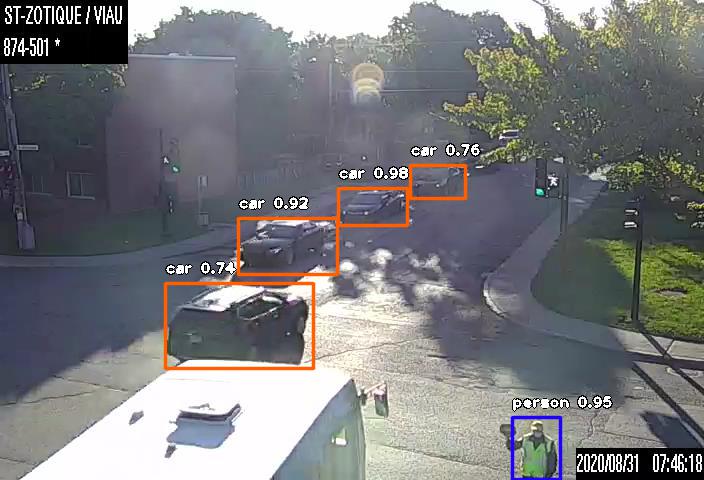 ST-ZOTIQUE / VIAU
874-501 *
car 0.76
car 0.98
car 0.92
car 0.74
person 0.95
2020/08/31 07:46:18